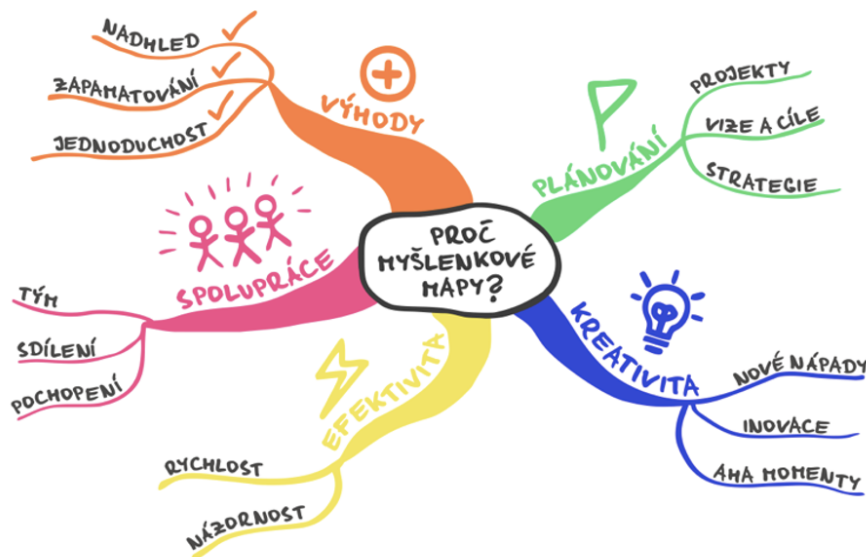 PROČ
MYŠLENKOVÉ
MAPY?
VÝHODY
NADHLED
ZAPAMATOVÁNÍ
JEDNODUCHOST
PLÁNOVÁNÍ
PROJEKTY
VIZE A CÍLE
STRATEGIE
KREATIVITA
NOVÉ NÁPADY
INOVACE
AHA MOMENTY
EFEKTIVITA
RYCHLOST
NÁZORNOST
SPOLUPRÁCE
TÝM
SDÍLENÍ
POCHOPENÍ